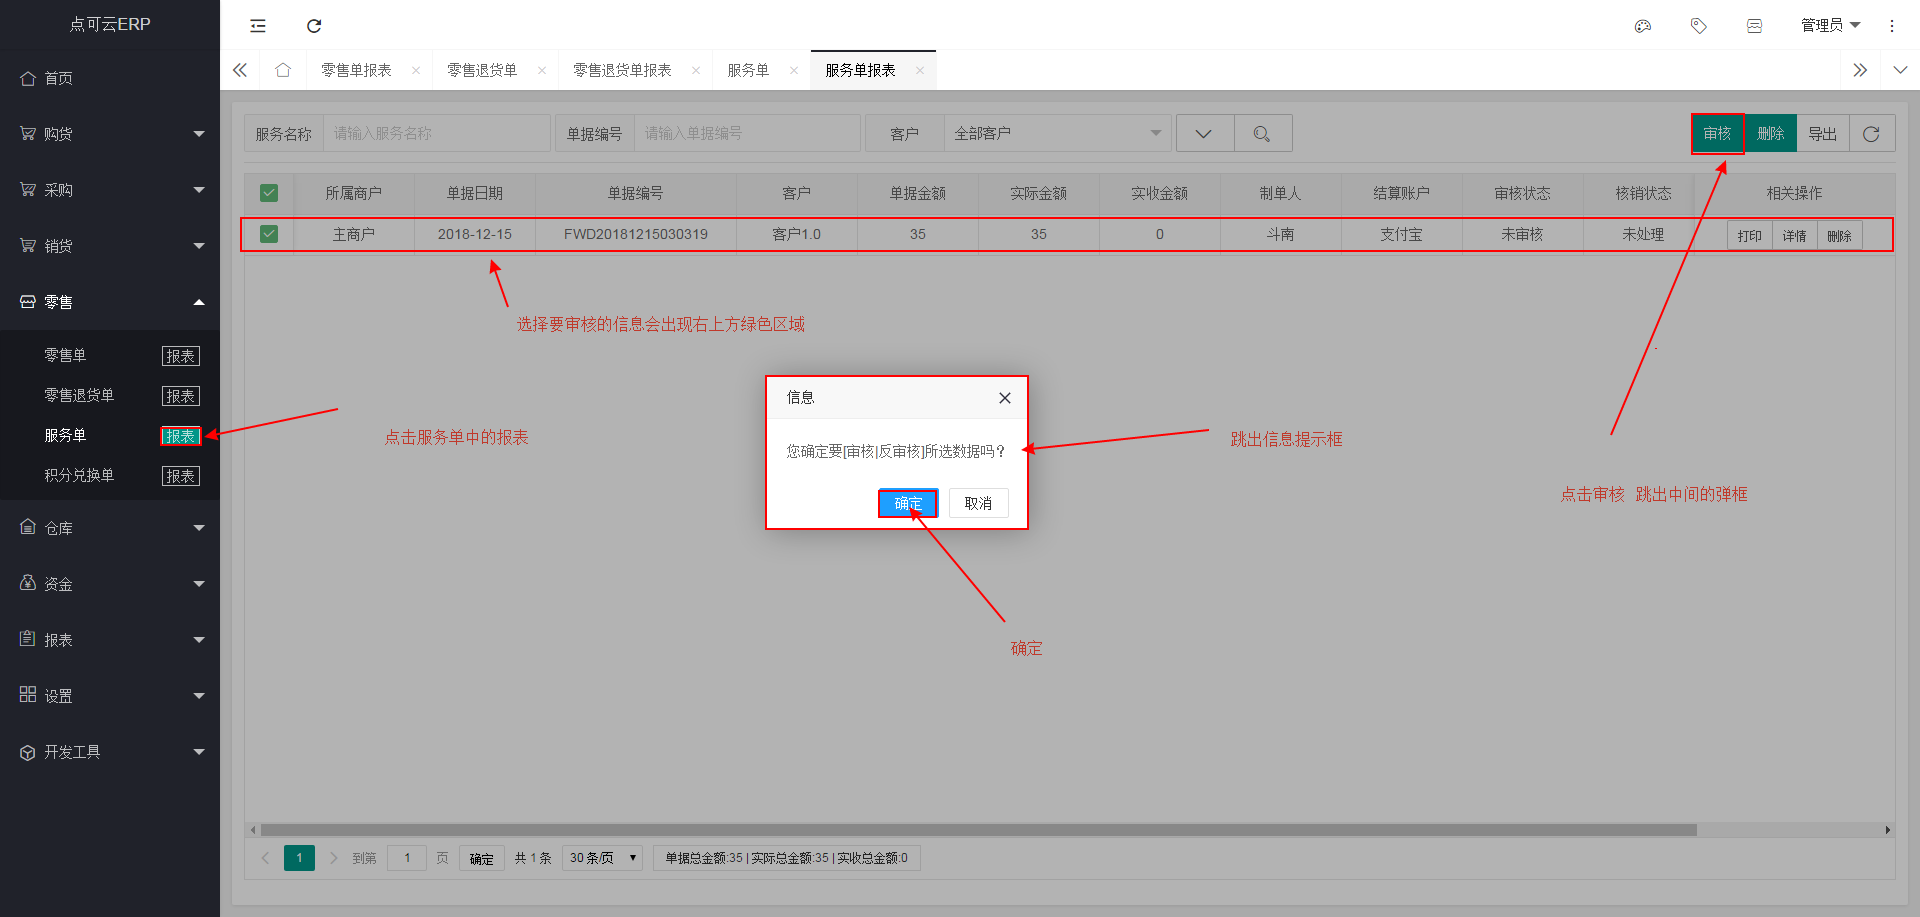 点可云ERP
管理员
首页
购货
采购
销货
零售
零售单 报表
零售退货单 报表
服务单 报表
积分兑换单 报表
仓库
资金
报表
设置
开发工具
零售单报表 零售退货单 零售退货单报表 服务单 服务单报表
服务名称 请输入服务名称 单据编号 请输入单据编号 客户 全部客户 审核 删除 导出
所属商户 单据日期 单据编号 客户 单据金额 实际金额 实收金额 制单人 结算账户 审核状态 核销状态 相关操作
主商户 2018-12-15 FWD20181215030319 客户1.0 35 35 0 斗南 支付宝 未审核 未处理 打印 详情 删除
选择要审核的信息会出现右上方绿色区域
信息
您确定要[审核|反审核]所选数据吗？
确定 取消
点击服务单中的报表
跳出信息提示框
点击审核 跳出中间的弹框
确定
1 到第 1 页 确定 共 1 条 30 条/页 单据总金额:35 | 实际总金额:35 | 实收总金额:0